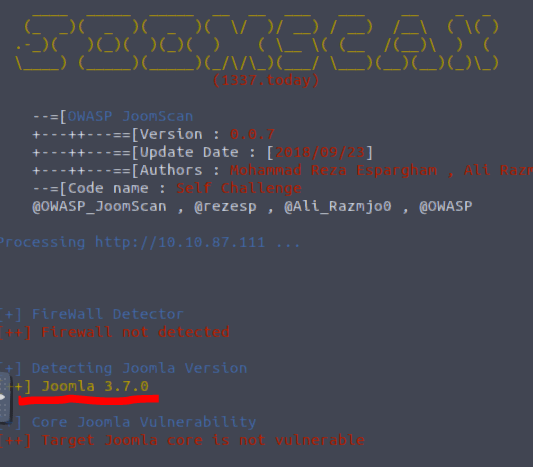 (1337.today)
--=[OWASP JoomScan
+---++---==[Version : 0.0.7
+---++---==[Update Date : [2018/09/23]
+---++---==[Authors : Mohammad Reza Espargham , Ali Razm
--=[Code name : Self Challenge
@OWASP_JoomScan , @rezesp , @Ali_Razmjo0 , @OWASP
Processing http://10.10.87.111 ...
[+] FireWall Detector
[++] Firewall not detected
[+] Detecting Joomla Version
+] Joomla 3.7.0
] Core Joomla Vulnerability
[++] Target Joomla core is not vulnerable